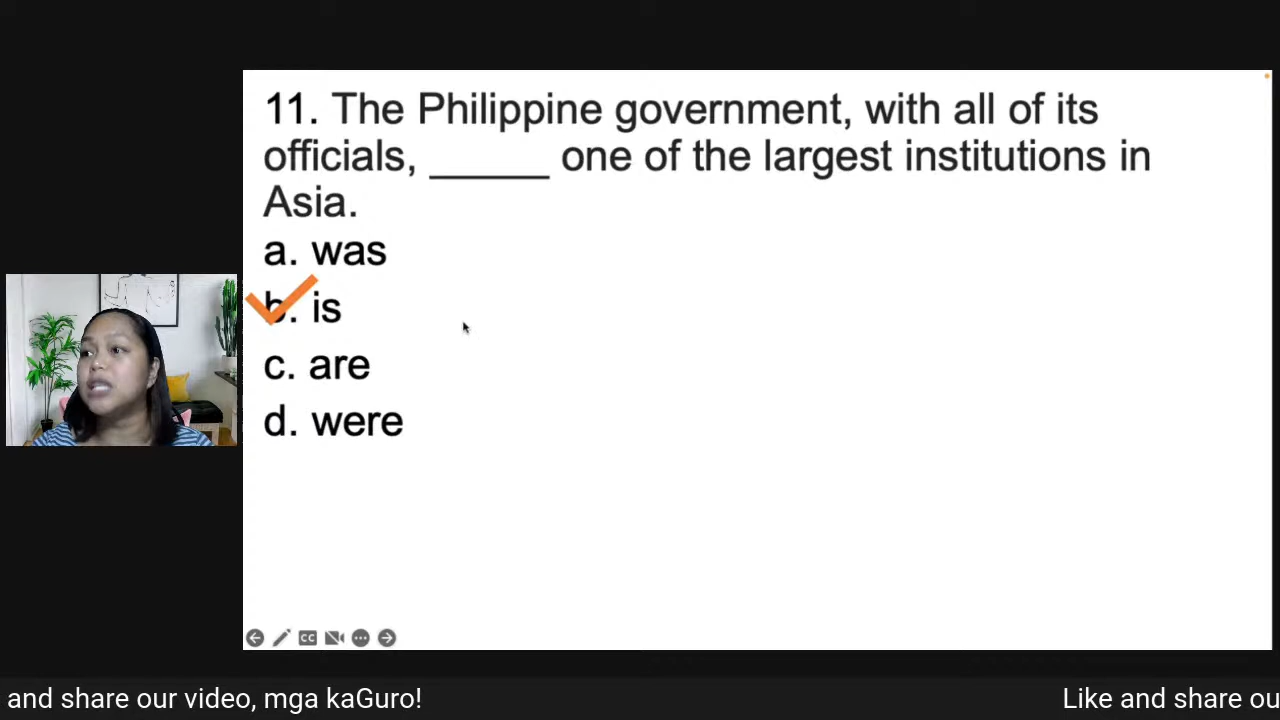 11. The Philippine government, with all of its
officials, ______ one of the largest institutions in
Asia.
a. was
b. is
c. are
d. were
CC
and share our video, mga kaGuro!
Like and share ou